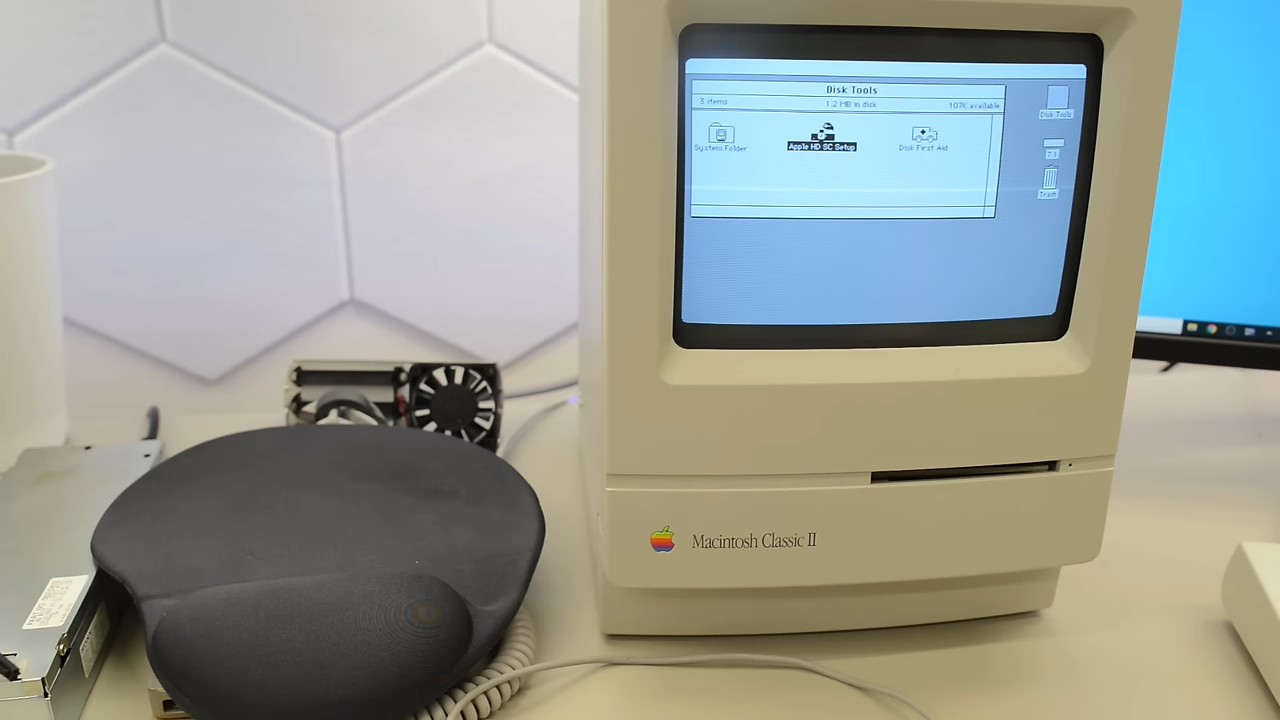 Disk Tools
3 items
1.2 MB in disk
107K available
System Folder
Apple HD SC Setup
Disk First Aid
Disk Tools
Trash
Macintosh Classic II